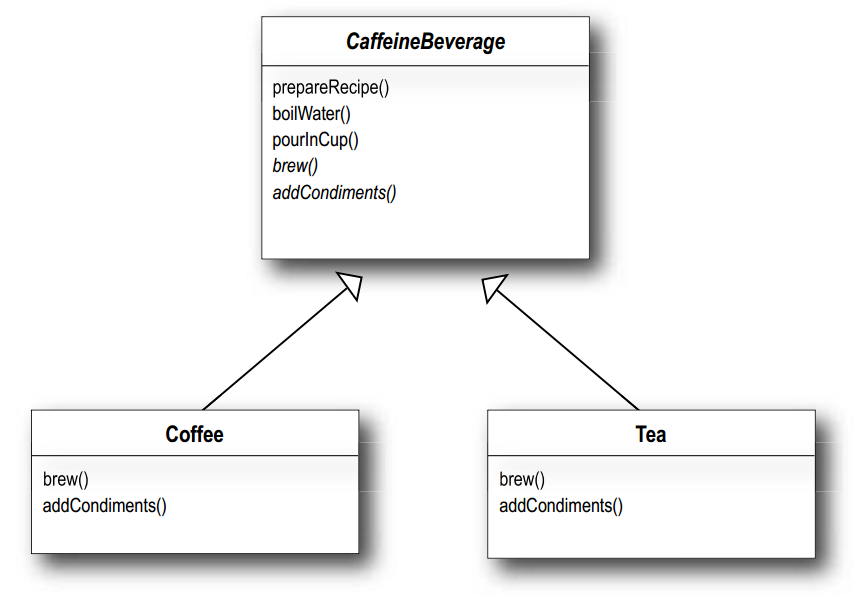 CaffeineBeverage
prepareRecipe()
boilWater()
pourInCup()
brew()
addCondiments()
Coffee
brew()
addCondiments()
Tea
brew()
addCondiments()